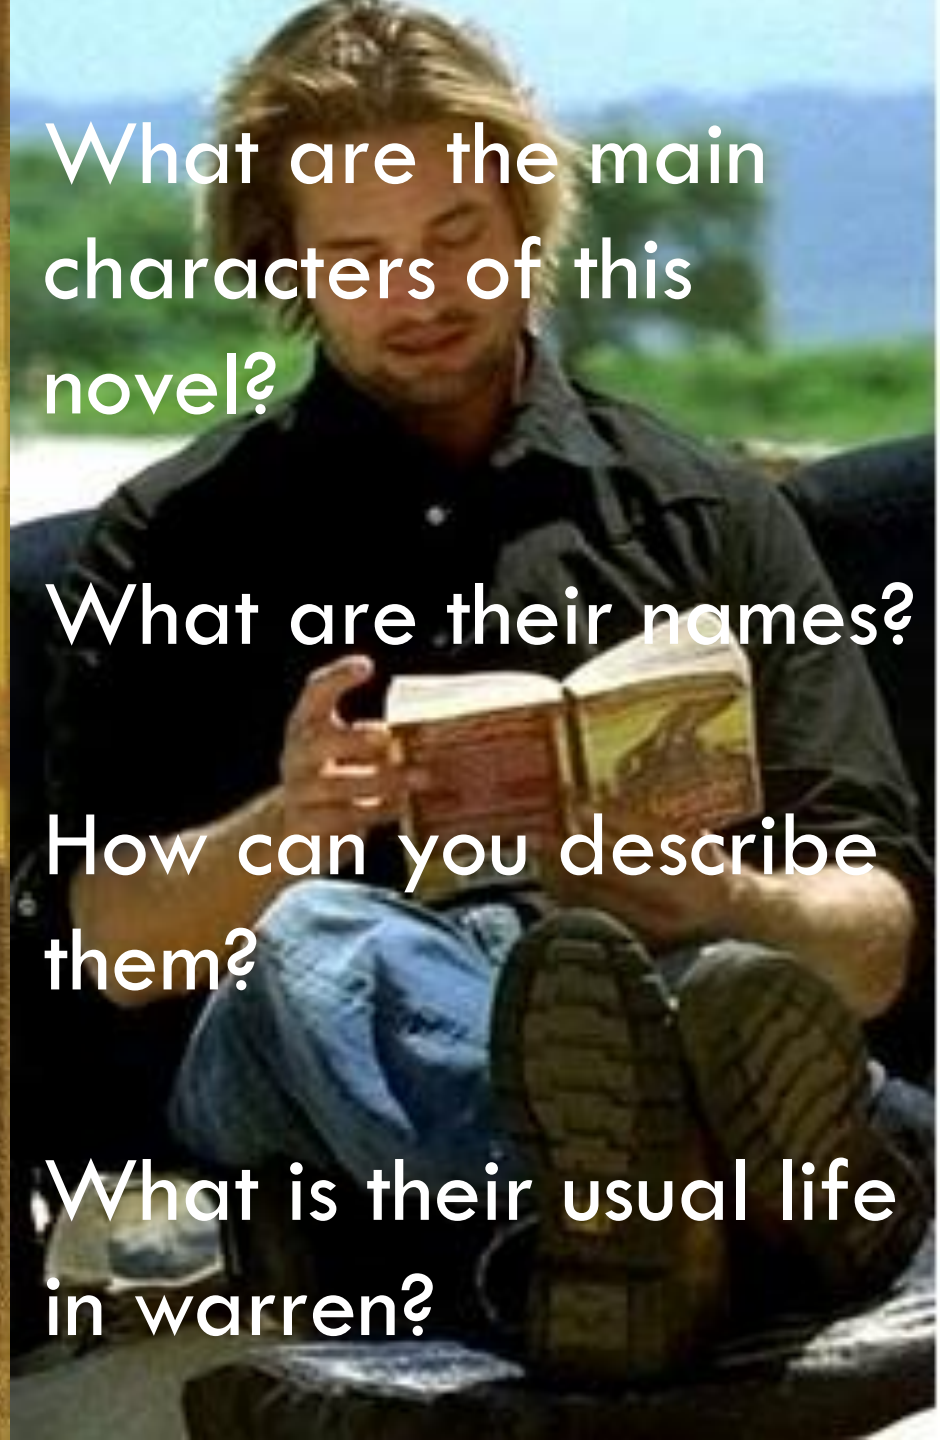 What are the main
characters of this
novel?
What are their names?
How can you describe
them?
What is their usual life
in warren?